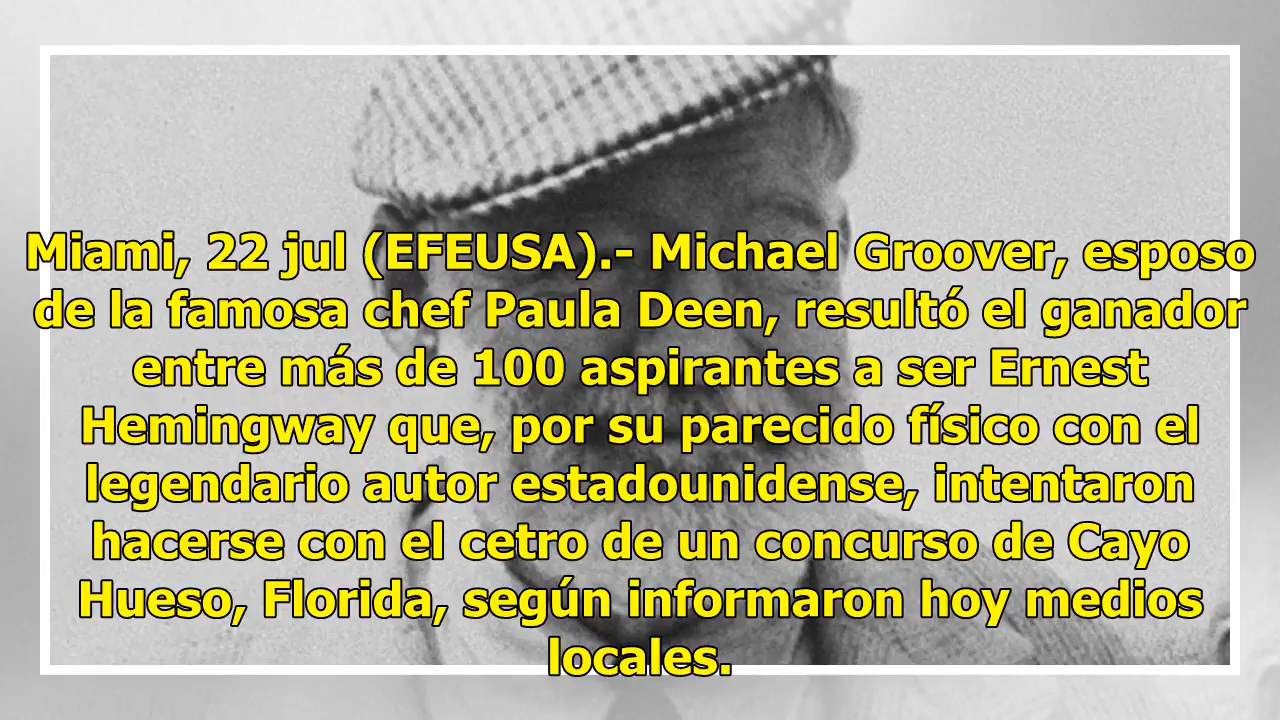 Miami, 22 jul (EFEUSA).- Michael Groover, esposo
de la famosa chef Paula Deen, resultó el ganador
entre más de 100 aspirantes a ser Ernest
Hemingway que, por su parecido físico con el
legendario autor estadounidense, intentaron
hacerse con el cetro de un concurso de Cayo
Hueso, Florida, según informaron hoy medios
locales.